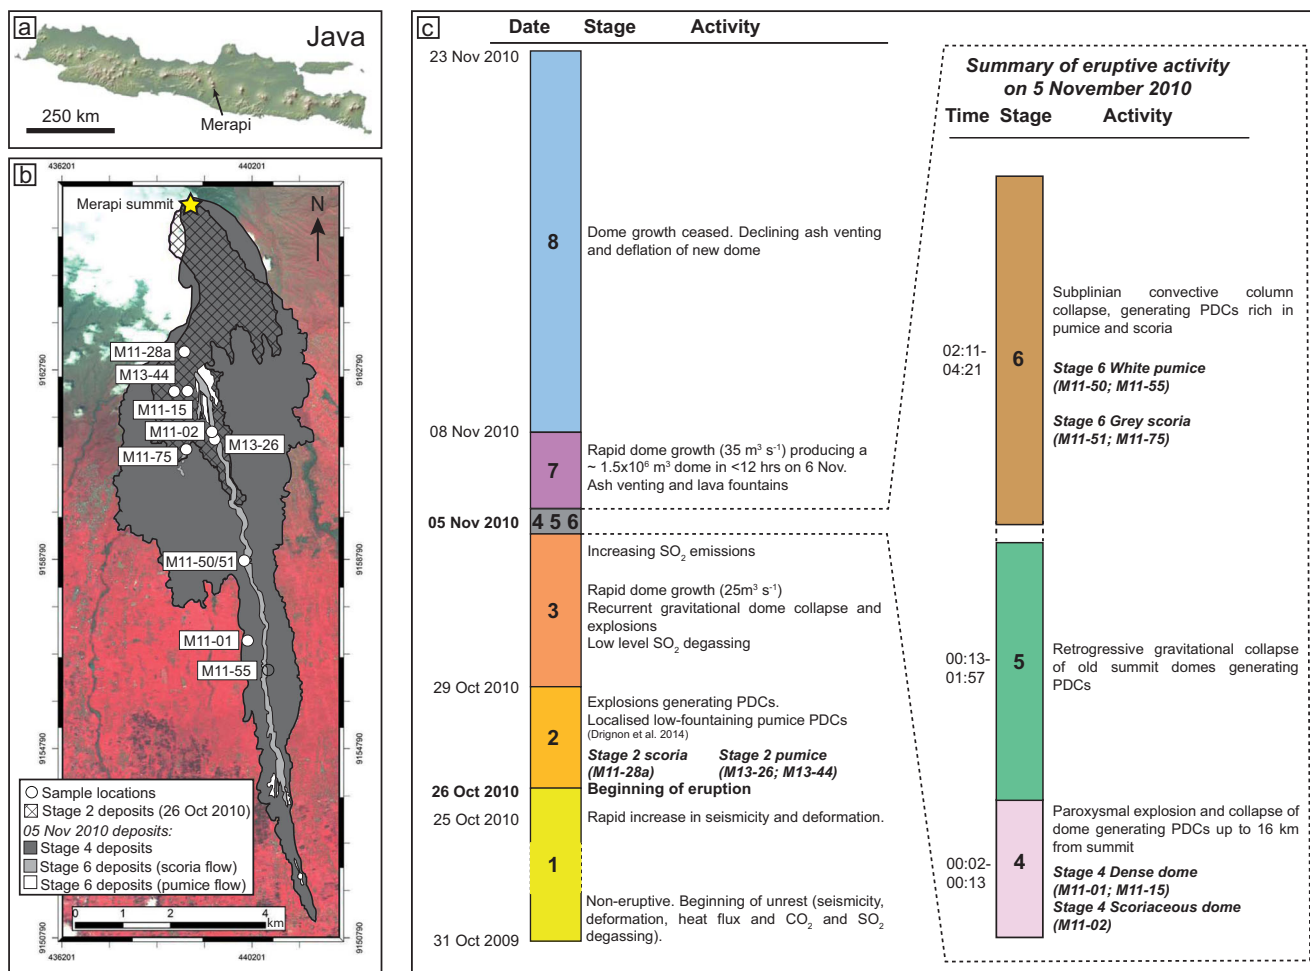 a
Java
250 km
Merapi
b
436201
440201
Merapi summit
N
M11-28a
M13-44
M11-15
M11-02
M13-26
M11-75
M11-50/51
M11-01
M11-55
9162790
9162790
9158790
9158790
9154790
9154790
9150790
9150790
Sample locations
Stage 2 deposits (26 Oct 2010)
05 Nov 2010 deposits:
Stage 4 deposits
Stage 6 deposits (scoria flow)
Stage 6 deposits (pumice flow)
0 1 2 4
km
436201
440201
c
Date Stage Activity
23 Nov 2010
8
Dome growth ceased. Declining ash venting
and deflation of new dome
08 Nov 2010
7
Rapid dome growth (35 m³ s⁻¹) producing a
~ 1.5x10⁶ m³ dome in <12 hrs on 6 Nov.
Ash venting and lava fountains
05 Nov 2010
4 5 6
3
Increasing SO₂ emissions
Rapid dome growth (25m³ s⁻¹)
Recurrent gravitational dome collapse and
explosions
Low level SO₂ degassing
29 Oct 2010
2
Explosions generating PDCs.
Localised low-fountaining pumice PDCs
(Drignon et al. 2014)
Stage 2 scoria Stage 2 pumice
(M11-28a) (M13-26; M13-44)
26 Oct 2010 Beginning of eruption
25 Oct 2010
Rapid increase in seismicity and deformation.
1
Non-eruptive. Beginning of unrest (seismicity,
deformation, heat flux and CO₂ and SO₂
degassing).
31 Oct 2009
Summary of eruptive activity
on 5 November 2010
Time Stage Activity
02:11-
04:21
6
Subplinian convective column
collapse, generating PDCs rich in
pumice and scoria
Stage 6 White pumice
(M11-50; M11-55)
Stage 6 Grey scoria
(M11-51; M11-75)
00:13-
01:57
5
Retrogressive gravitational collapse
of old summit domes generating
PDCs
00:02-
00:13
4
Paroxysmal explosion and collapse of
dome generating PDCs up to 16 km
from summit
Stage 4 Dense dome
(M11-01; M11-15)
Stage 4 Scoriaceous dome
(M11-02)